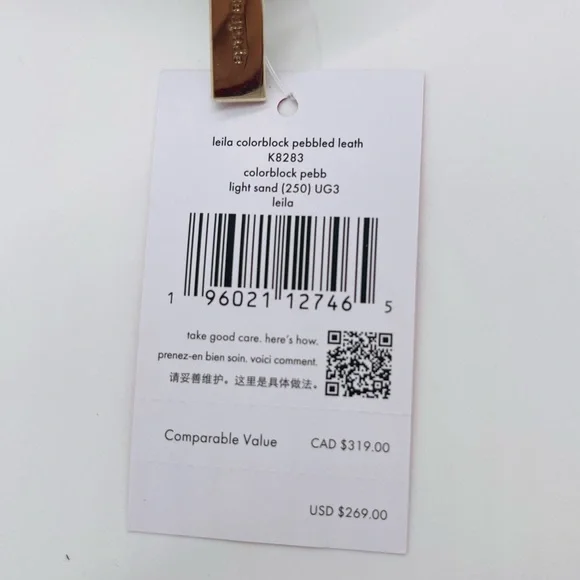 leila colorblock pebbled leath
K8283
colorblock pebb
light sand (250) UG3
leila
1 96021 12746 5
take good care. here's how.
prenez-en bien soin. voici comment.
请妥善维护。这里是具体做法。
Comparable Value CAD $319.00
USD $269.00